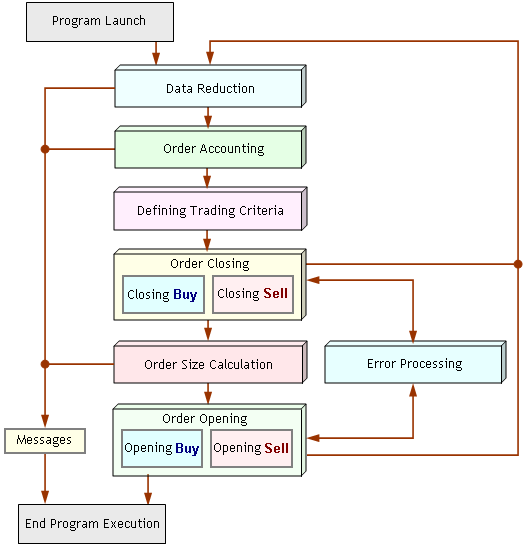 Program Launch
Data Reduction
Order Accounting
Defining Trading Criteria
Order Closing
Closing Buy
Closing Sell
Order Size Calculation
Error Processing
Order Opening
Opening Buy
Opening Sell
Messages
End Program Execution